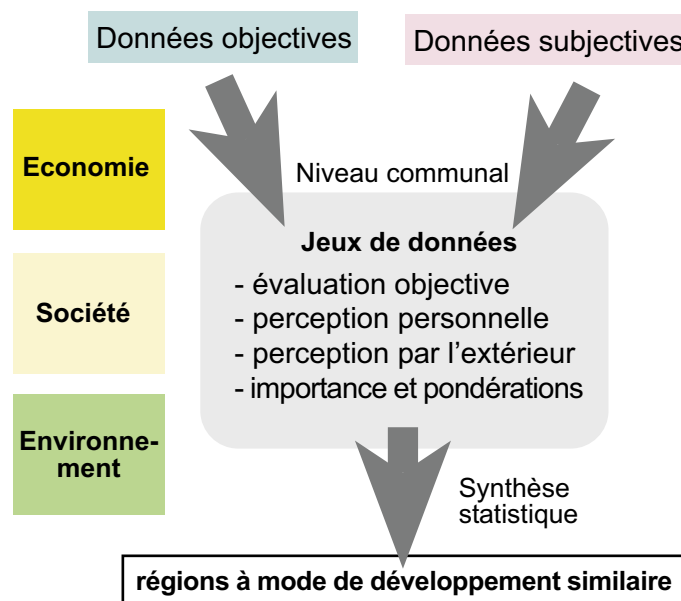 Données objectives
Données subjectives
Economie
Niveau communal
Jeux de données
- évaluation objective
- perception personnelle
- perception par l'extérieur
- importance et pondérations
Société
Environne-
ment
Synthèse
statistique
régions à mode de développement similaire